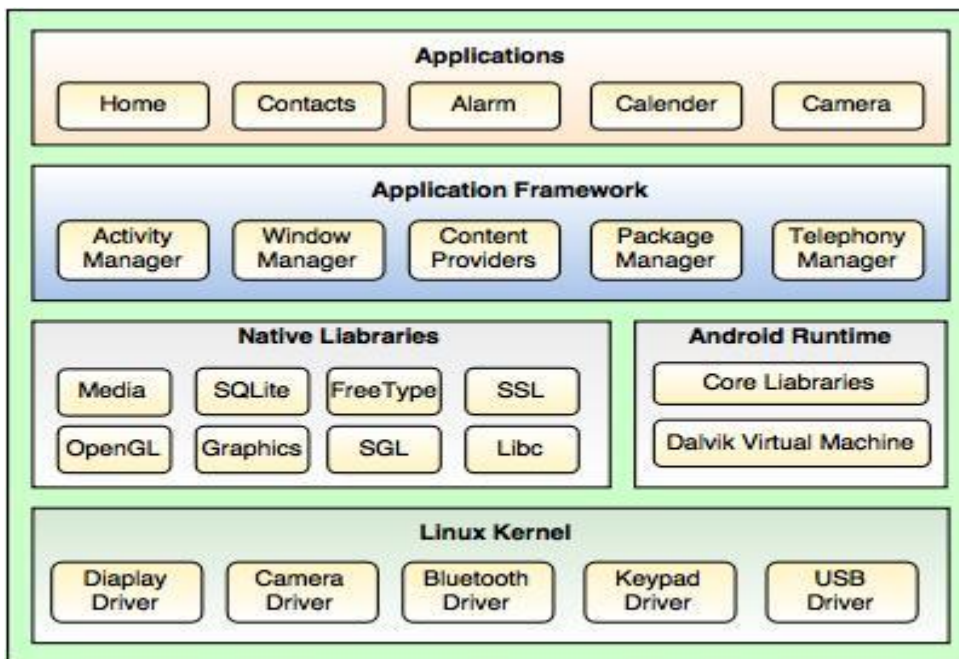 Applications
Home Contacts Alarm Calender Camera
Application Framework
Activity Manager
Window Manager
Content Providers
Package Manager
Telephony Manager
Native Liabraries
Media SQLite FreeType SSL
OpenGL Graphics SGL Libc
Android Runtime
Core Liabraries
Dalvik Virtual Machine
Linux Kernel
Diaplay Driver
Camera Driver
Bluetooth Driver
Keypad Driver
USB Driver